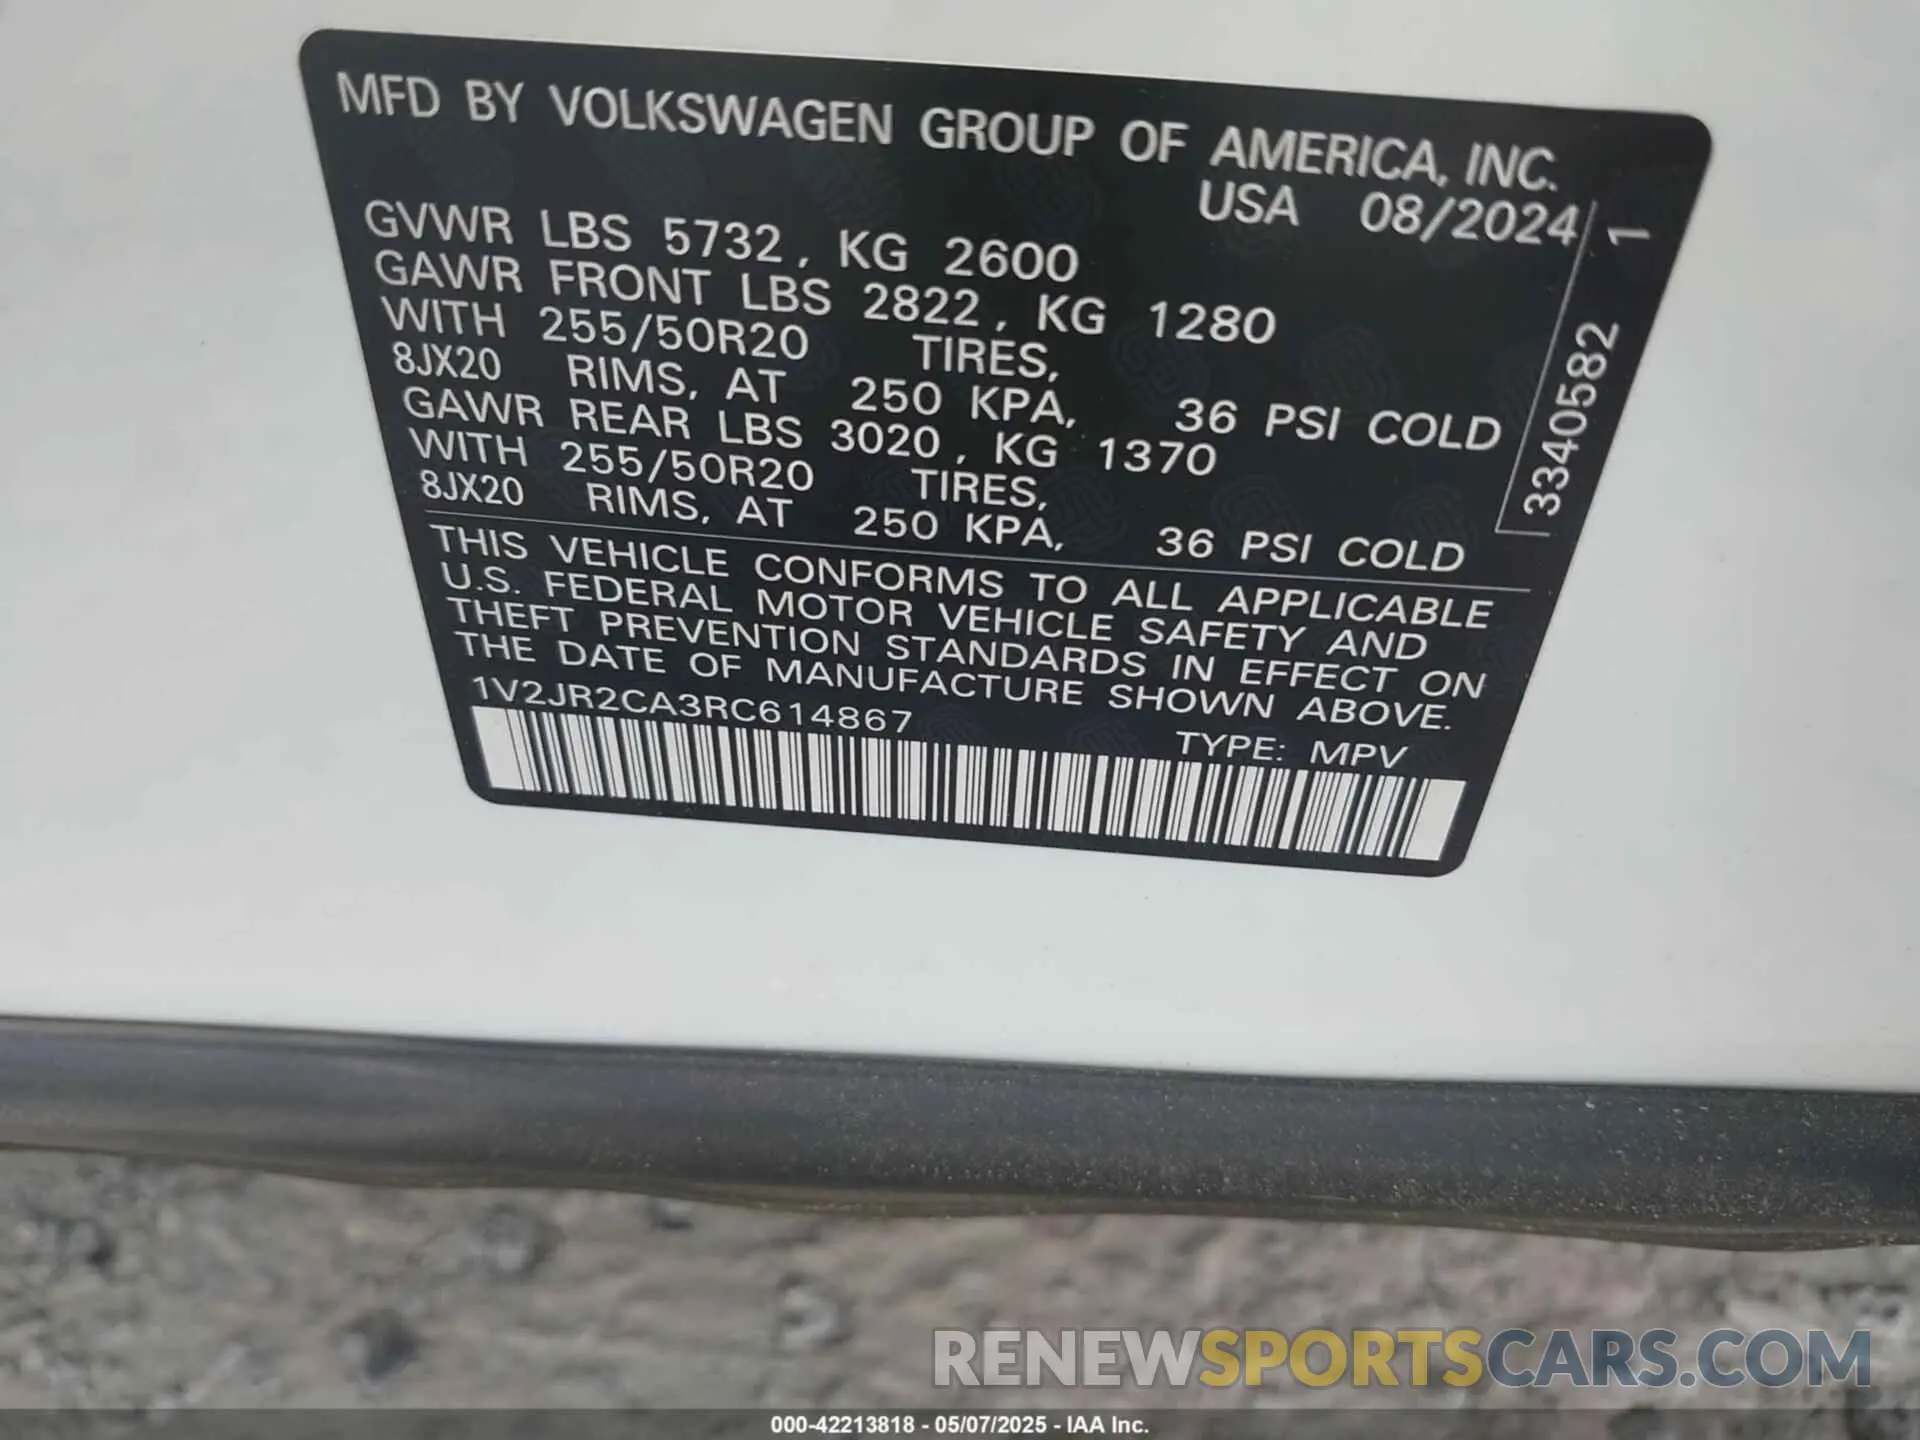 MFD BY VOLKSWAGEN GROUP OF AMERICA, INC.
USA 08/2024
GVWR LBS 5732, KG 2600
GAWR FRONT LBS 2822, KG 1280
WITH 255/50R20 TIRES,
8JX20 RIMS, AT 250 KPA, 36 PSI COLD
GAWR REAR LBS 3020, KG 1370
WITH 255/50R20 TIRES,
8JX20 RIMS, AT 250 KPA, 36 PSI COLD
3340582 1
THIS VEHICLE CONFORMS TO ALL APPLICABLE
U.S. FEDERAL MOTOR VEHICLE SAFETY AND
THEFT PREVENTION STANDARDS IN EFFECT ON
THE DATE OF MANUFACTURE SHOWN ABOVE.
1V2JR2CA3RC614867
TYPE: MPV
RENEWSPORTSCARS.COM
000-42213818 - 05/07/2025 - IAA Inc.